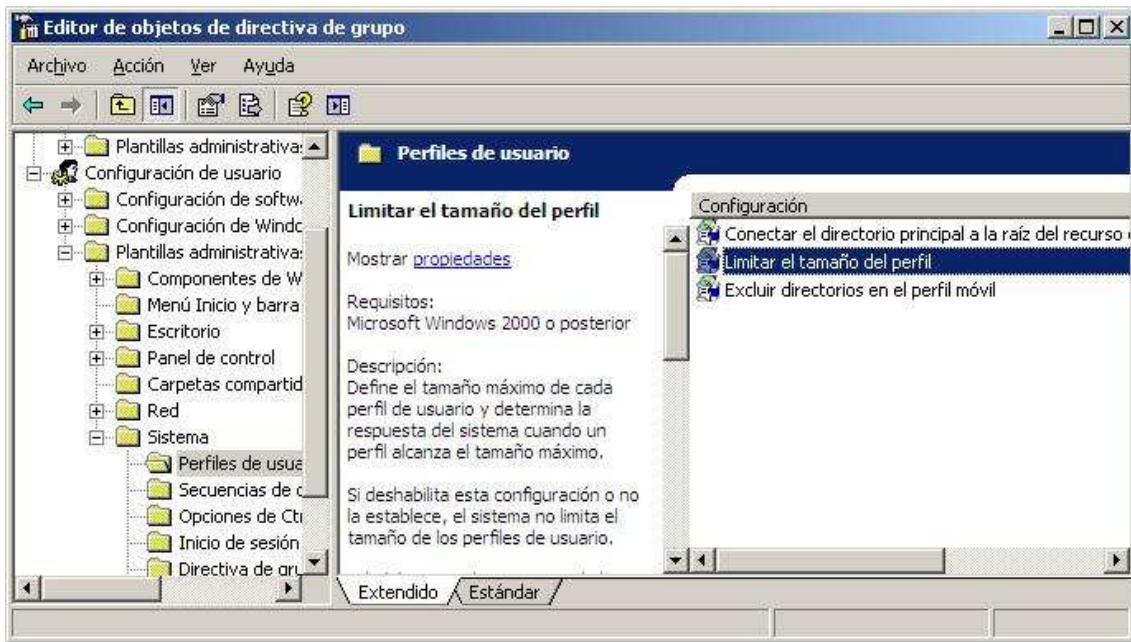 Editor de objetos de directiva de grupo
Archivo Acción Ver Ayuda
Plantillas administrativas
Configuración de usuario
Configuración de softw
Configuración de Windo
Plantillas administrativas
Componentes de W
Menú Inicio y barra
Escritorio
Panel de control
Carpetas compartid
Red
Sistema
Perfiles de usua
Secuencias de c
Opciones de Ct
Inicio de sesión
Directiva de gru
Perfiles de usuario
Limitar el tamaño del perfil
Mostrar propiedades
Requisitos:
Microsoft Windows 2000 o posterior
Descripción:
Define el tamaño máximo de cada
perfil de usuario y determina la
respuesta del sistema cuando un
perfil alcanza el tamaño máximo.
Si deshabilita esta configuración o no
la establece, el sistema no limita el
tamaño de los perfiles de usuario.
Configuración
Conectar el directorio principal a la raíz del recurso
Limitar el tamaño del perfil
Excluir directorios en el perfil móvil
Extendido Estándar